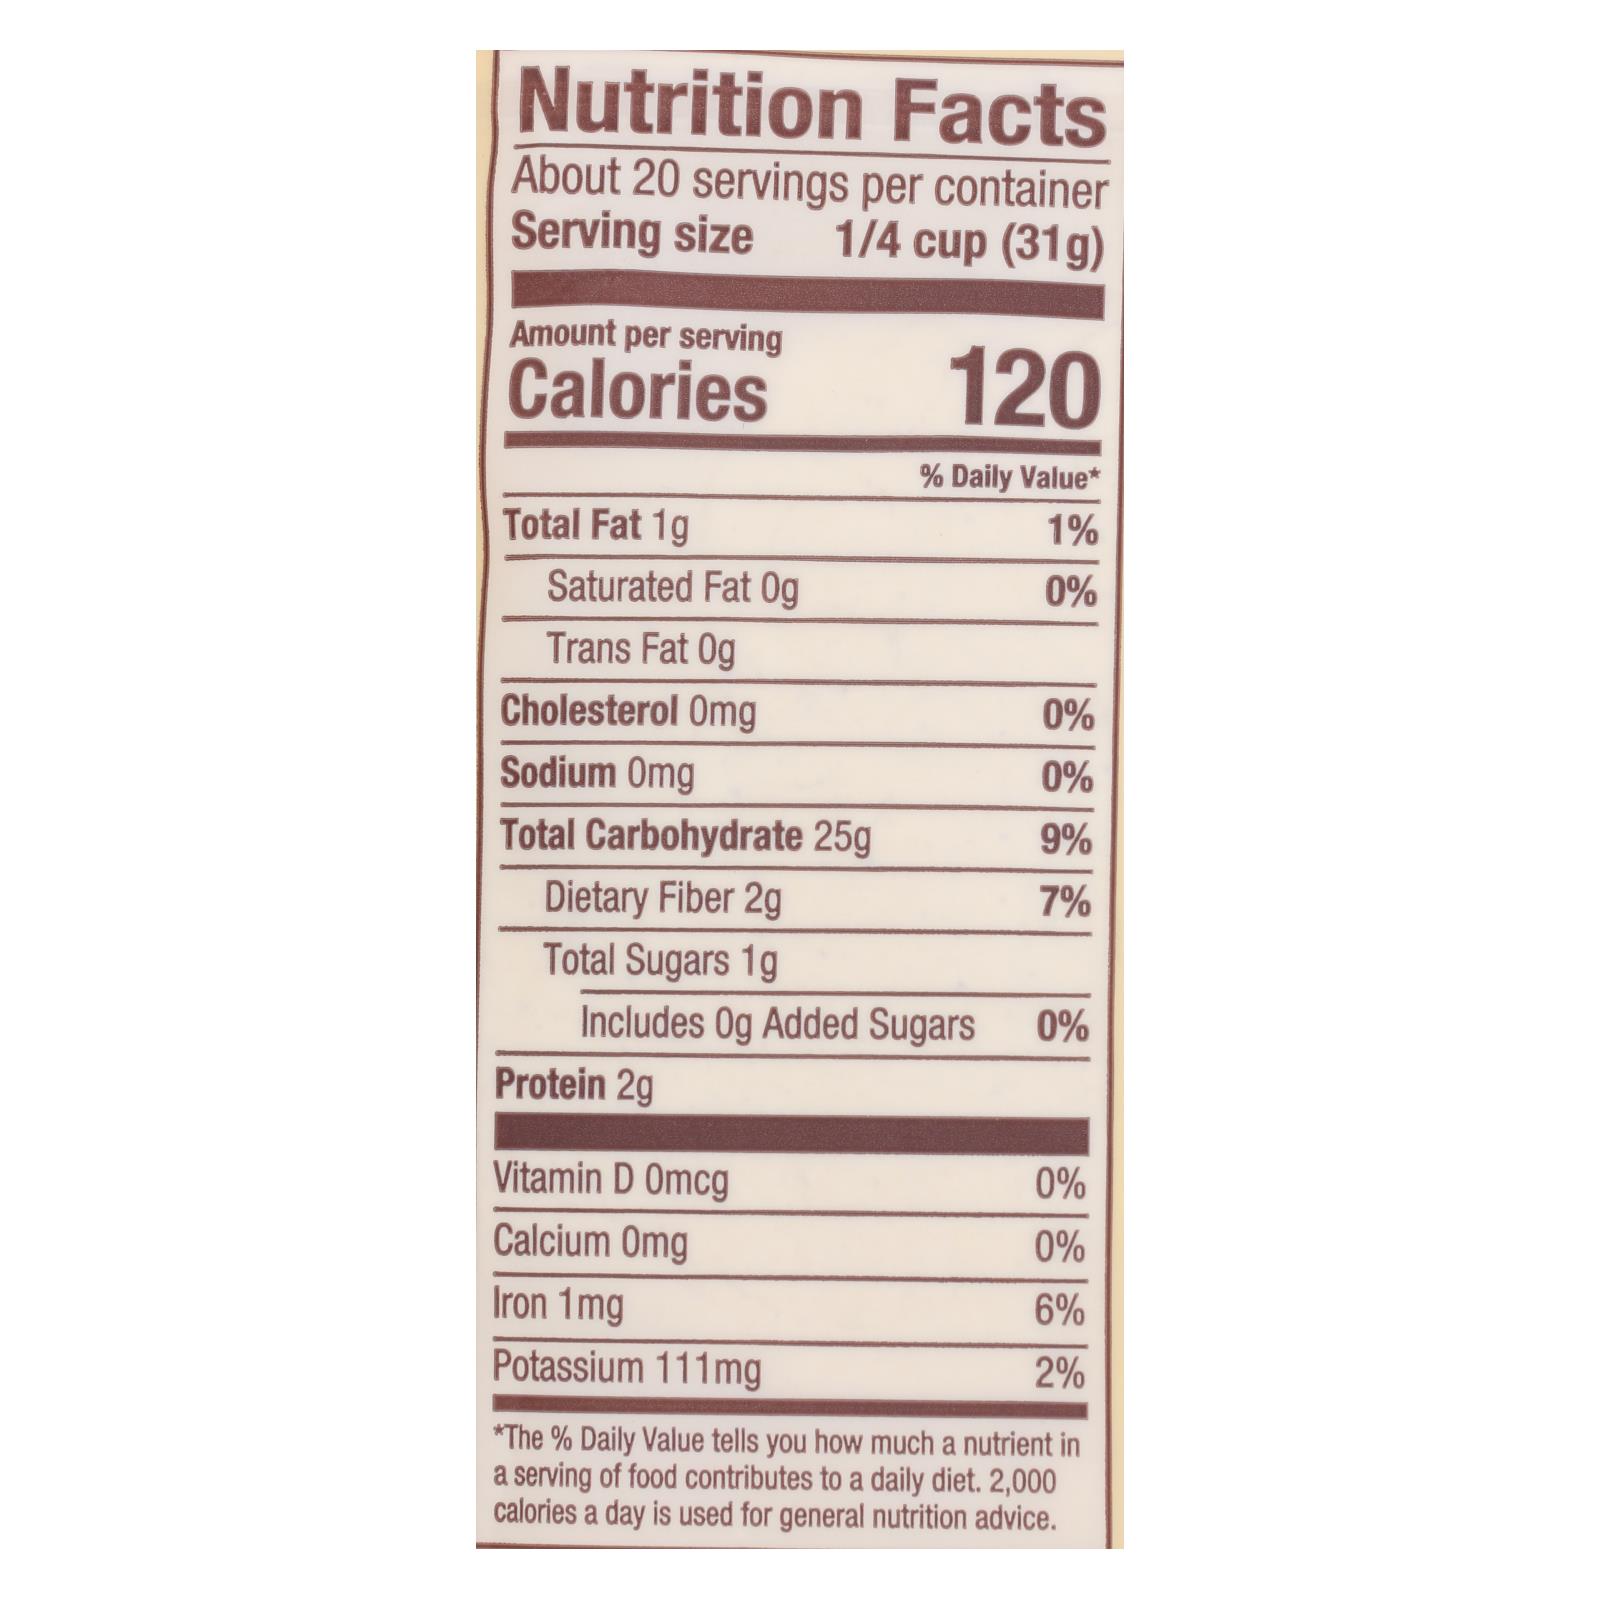 Nutrition Facts
About 20 servings per container
Serving size 1/4 cup (31g)
Amount per serving
Calories 120
% Daily Value*
Total Fat 1g 1%
Saturated Fat 0g 0%
Trans Fat 0g
Cholesterol 0mg 0%
Sodium 0mg 0%
Total Carbohydrate 25g 9%
Dietary Fiber 2g 7%
Total Sugars 1g
Includes 0g Added Sugars 0%
Protein 2g
Vitamin D 0mcg 0%
Calcium 0mg 0%
Iron 1mg 6%
Potassium 111mg 2%
*The % Daily Value tells you how much a nutrient in
a serving of food contributes to a daily diet. 2,000
calories a day is used for general nutrition advice.